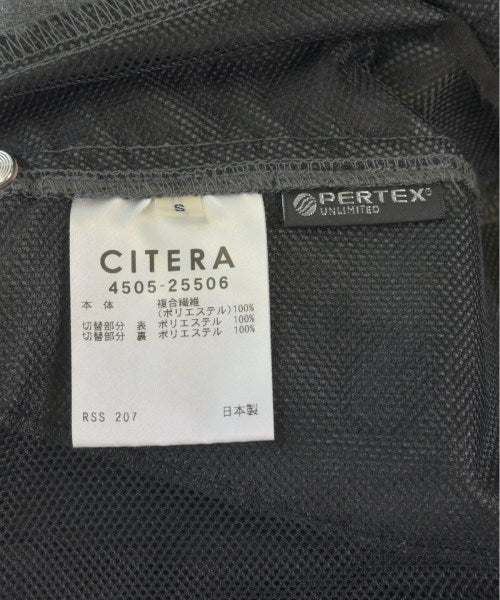 S
PERTEX®
UNLIMITED
CITERA
4505-25506
本体 複合繊維
(ポリエステル)100%
切替部分 表 ポリエステル 100%
切替部分 裏 ポリエステル 100%
RSS 207 日本製